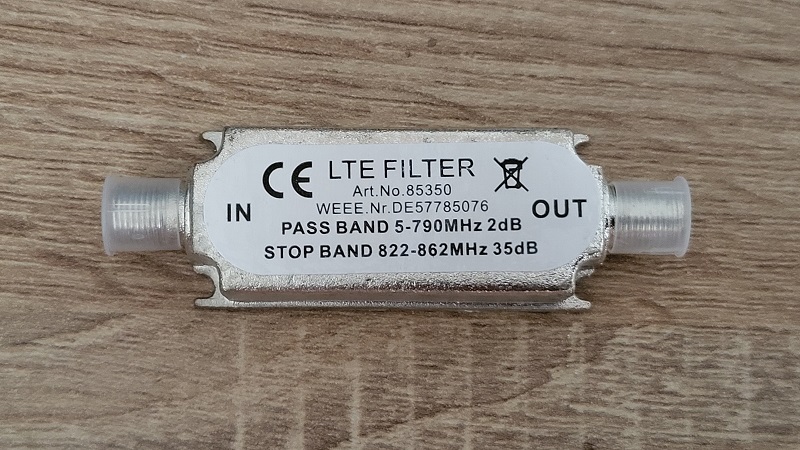 CE LTE FILTER
Art.No.85350
WEEE.Nr.DE57785076
IN
OUT
PASS BAND 5-790MHz 2dB
STOP BAND 822-862MHz 35dB